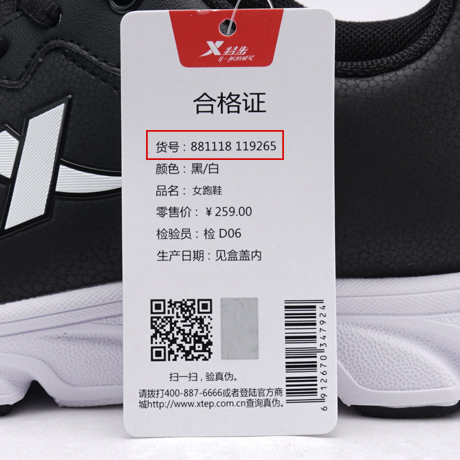 X 特步
合格证
货号：881118 119265
颜色：黑/白
品名：女跑鞋
零售价：￥259.00
检验员：检 D06
生产日期：见盒盖内
扫一扫，验真伪。
请拨打400-887-6666或者登陆官方商
城http://www.xtep.com.cn查询真伪。
6912670347924